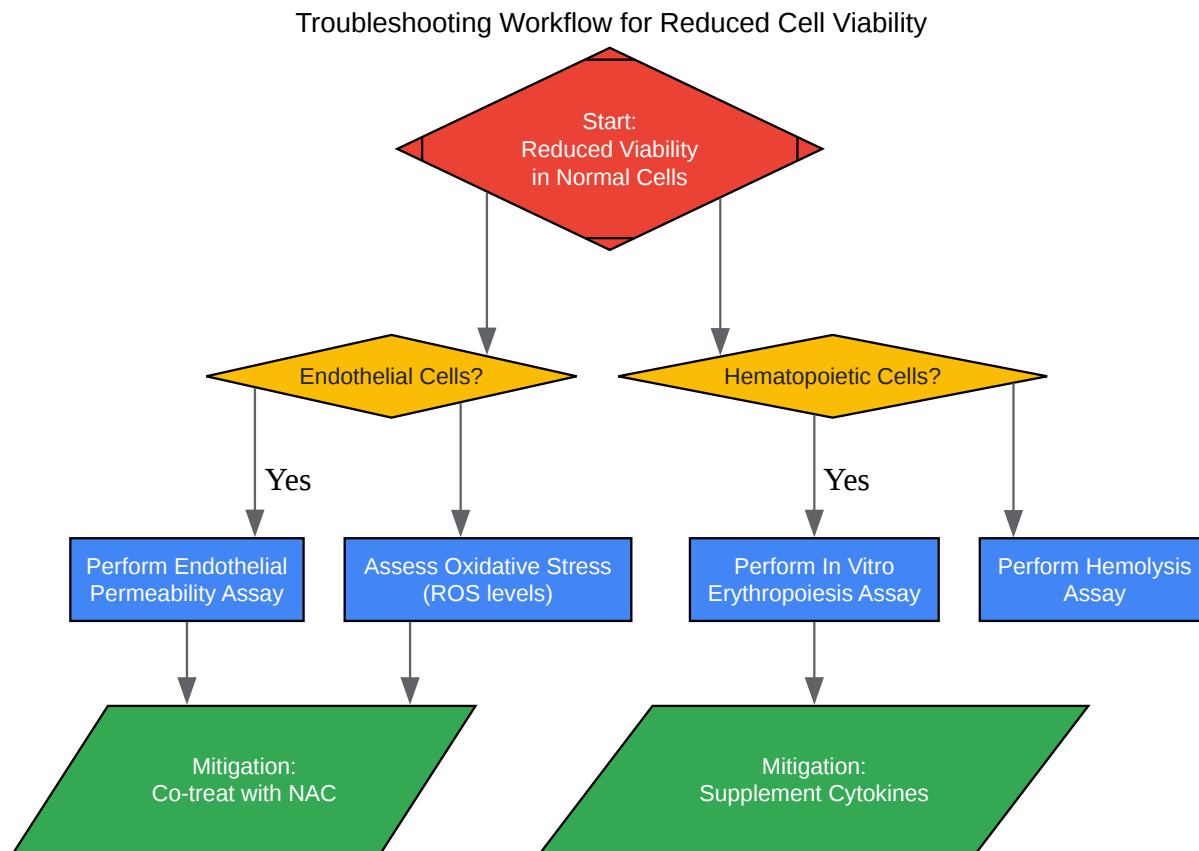 Troubleshooting Workflow for Reduced Cell Viability
Start:
Reduced Viability
in Normal Cells
Endothelial Cells?
Hematopoietic Cells?
Yes
Yes
Perform Endothelial
Permeability Assay
Assess Oxidative Stress
(ROS levels)
Perform In Vitro
Erythropoiesis Assay
Perform Hemolysis
Assay
Mitigation:
Co-treat with NAC
Mitigation:
Supplement Cytokines